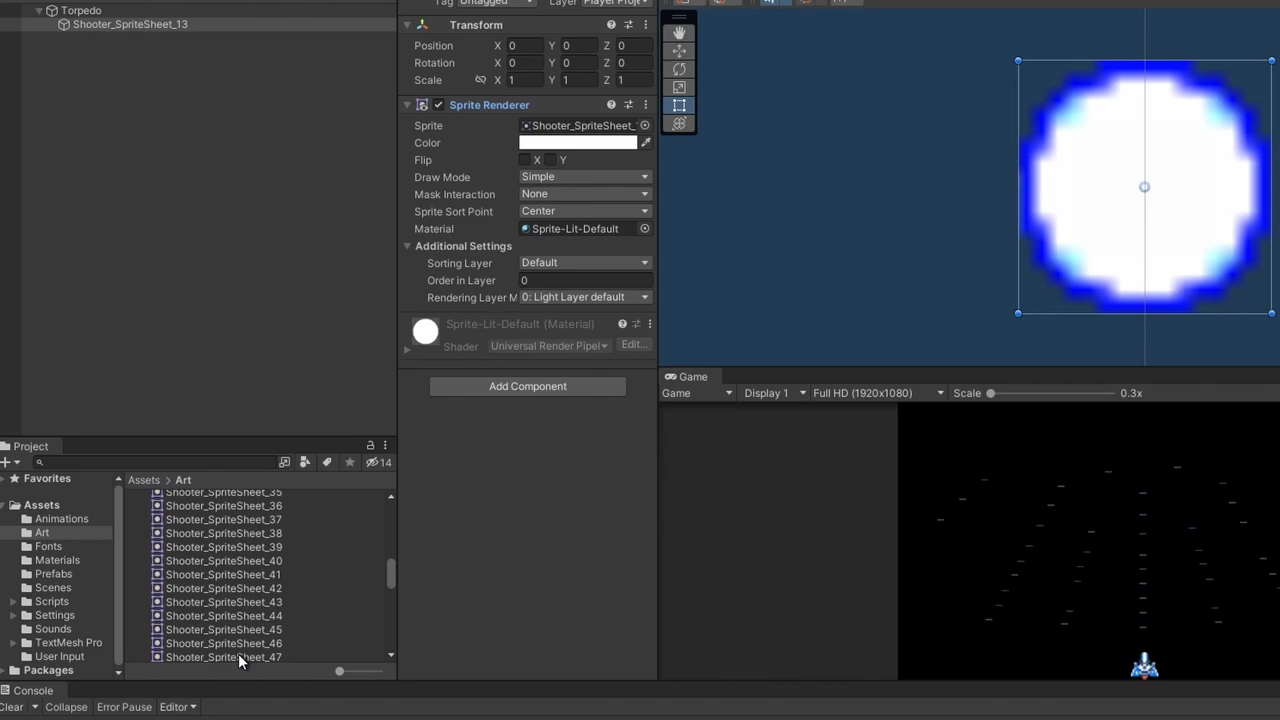 Torpedo
Shooter_SpriteSheet_13
Tag Untagged Layer Player Proj
Transform
Position X 0 Y 0 Z 0
Rotation X 0 Y 0 Z 0
Scale X 1 Y 1 Z 1
Sprite Renderer
Sprite Shooter_SpriteSheet_
Color
Flip X Y
Draw Mode Simple
Mask Interaction None
Sprite Sort Point Center
Material Sprite-Lit-Default
Additional Settings
Sorting Layer Default
Order in Layer 0
Rendering Layer M 0: Light Layer default
Sprite-Lit-Default (Material)
Shader Universal Render Pipel Edit...
Add Component
Game
Game Display 1 Full HD (1920x1080) Scale 0.3x
Project
14
Favorites
Assets
Animations
Art
Fonts
Materials
Prefabs
Scenes
Scripts
Settings
Sounds
TextMesh Pro
User Input
Packages
Assets > Art
Shooter_SpriteSheet_35
Shooter_SpriteSheet_36
Shooter_SpriteSheet_37
Shooter_SpriteSheet_38
Shooter_SpriteSheet_39
Shooter_SpriteSheet_40
Shooter_SpriteSheet_41
Shooter_SpriteSheet_42
Shooter_SpriteSheet_43
Shooter_SpriteSheet_44
Shooter_SpriteSheet_45
Shooter_SpriteSheet_46
Shooter_SpriteSheet_47
Console
Clear Collapse Error Pause Editor